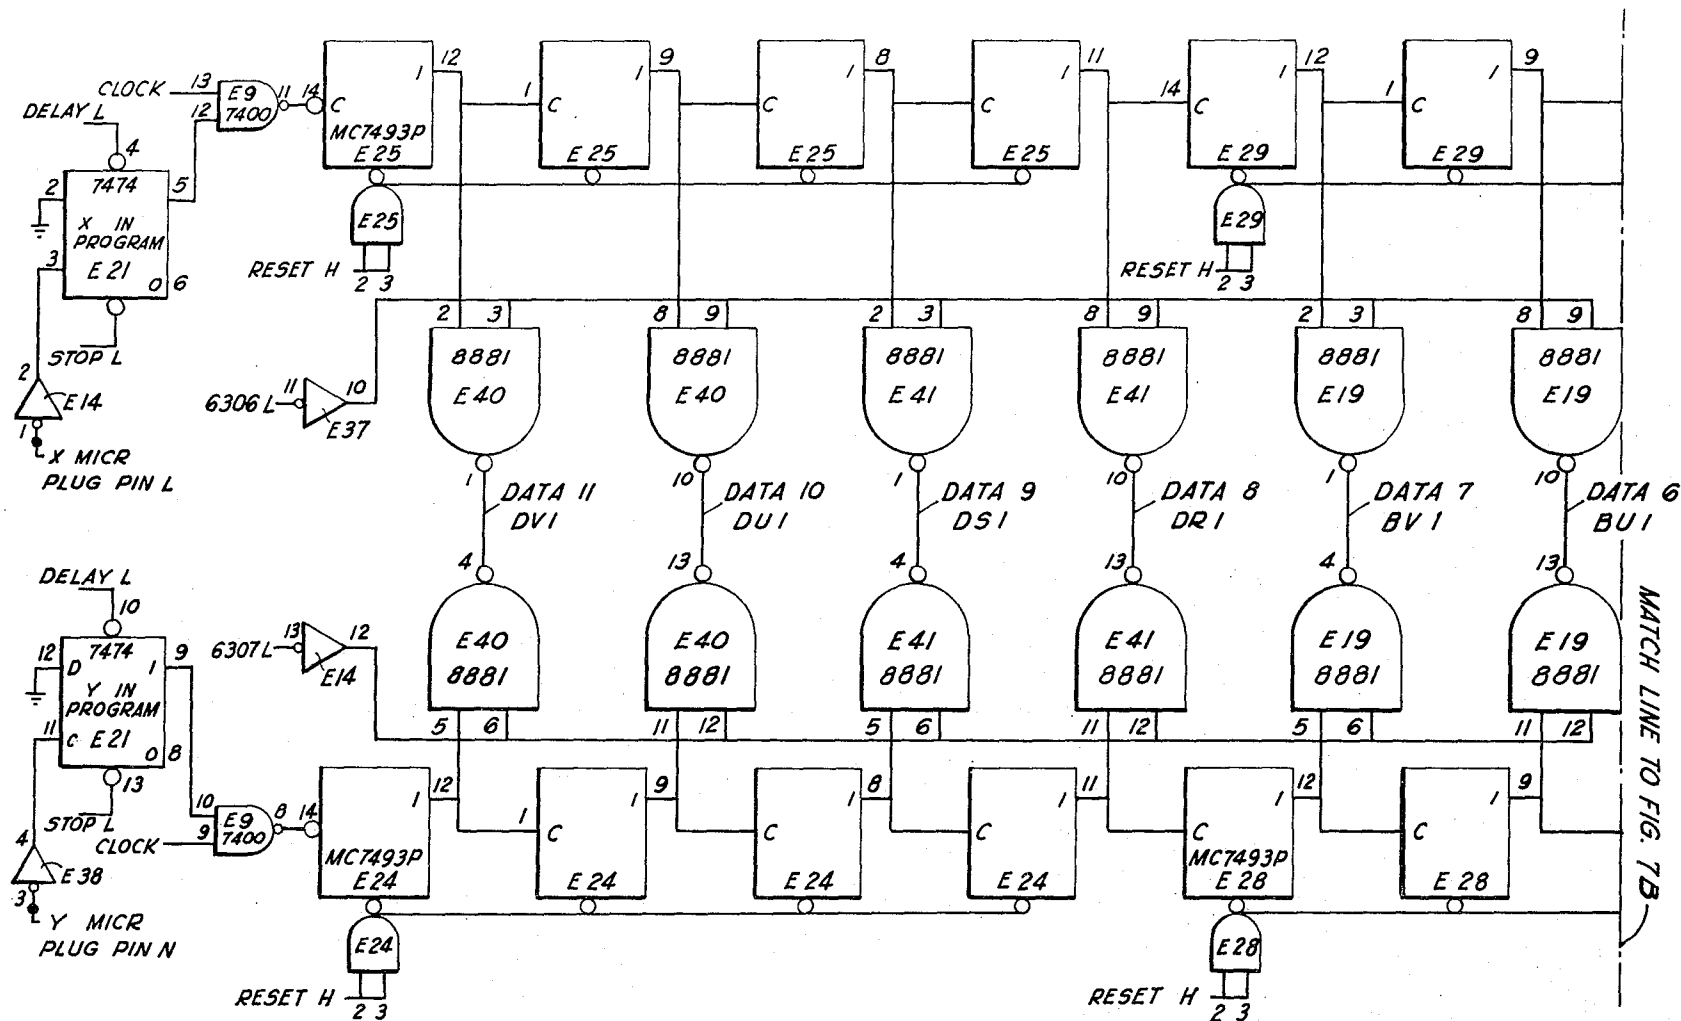 CLOCK 13 E9 11 14 C 1 12
DELAY L 12 7400
MC7493P
E25
1 C 1 9
E25
C 1 8
E25
C 1 11
E25
14 C 1 12
E29
1 C 1 9
E29
4
2 7474 5
X IN
PROGRAM
3 E21
O 6
STOP L
2
E14
1
X MICR
PLUG PIN L
E25
RESET H
2 3
E29
RESET H
2 3
6306 L 11 10
E37
2 3 8 9 2 3 8 9 2 3 8 9
8881 8881 8881 8881 8881 8881
E40 E40 E41 E41 E19 E19
1 10 1 10 1 10
DATA 11 DATA 10 DATA 9 DATA 8 DATA 7 DATA 6
DV1 DU1 DS1 DR1 BV1 BU1
4 13 4 13 4 13
E40 E40 E41 E41 E19 E19
8881 8881 8881 8881 8881 8881
5 6 11 12 5 6 11 12 5 6 11 12
6307 L 13 12
E14
DELAY L
10
12 7474 9
D 1
Y IN
PROGRAM
11 C E21
O 8
13
STOP L
4
E38
3
Y MICR
PLUG PIN N
10 E9 8 14
CLOCK 9 7400
C 1 12
MC7493P
E24
1 C 1 9
E24
C 1 8
E24
C 1 11
E24
C 1 12
MC7493P
E28
C 1 9
E28
E24
RESET H
2 3
E28
RESET H
2 3
MATCH LINE TO FIG. 7B